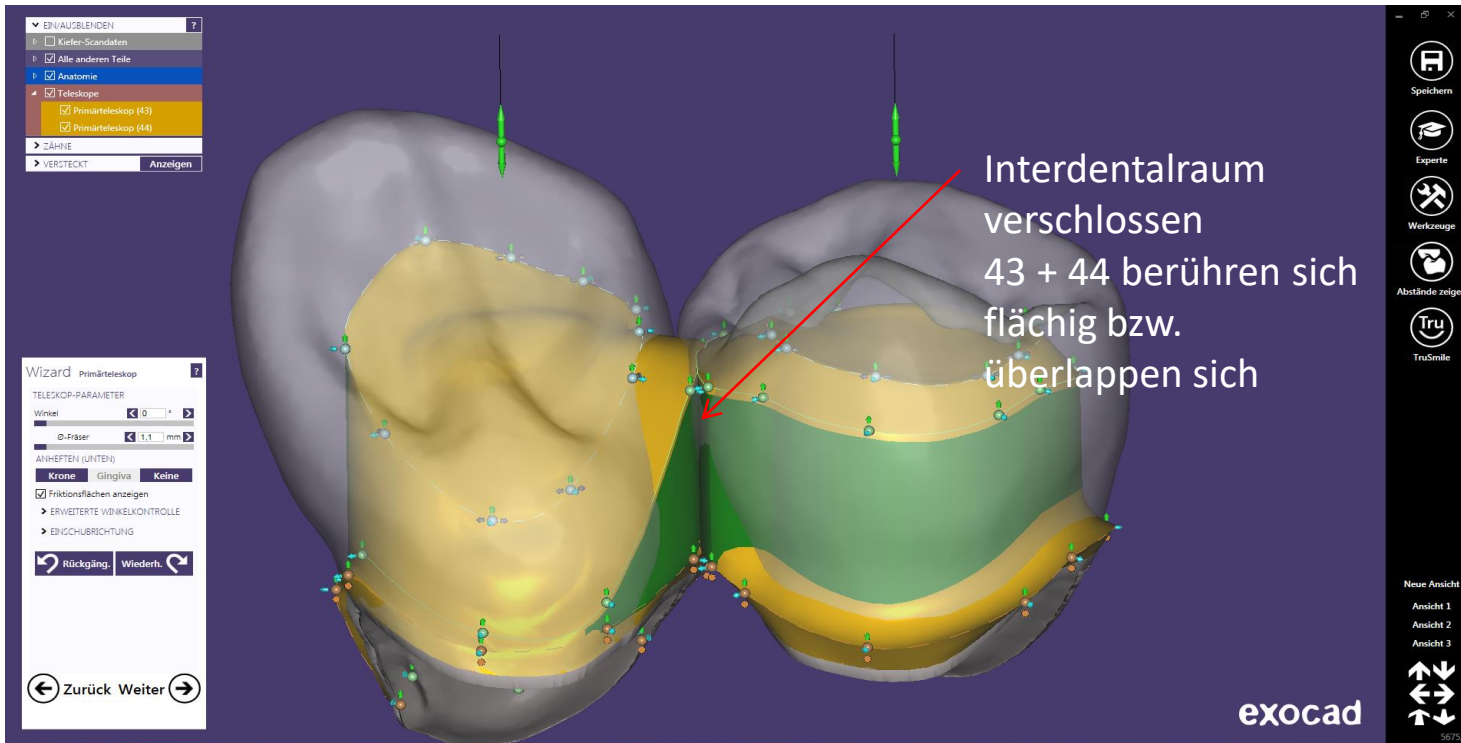 EIN/AUSBLENDEN ?
Kiefer-Scandaten
Alle anderen Teile
Anatomie
Teleskope
Primärteleskop (43)
Primärteleskop (44)
ZÄHNE
VERSTECKT Anzeigen
Interdentalraum
verschlossen
43 + 44 berühren sich
flächig bzw.
überlappen sich
Wizard Primärteleskop ?
TELESKOP-PARAMETER
Winkel 0 °
Ø-Fräser 1,1 mm
ANHEFTEN (UNTEN)
Krone Gingiva Keine
Friktionsflächen anzeigen
ERWEITERTE WINKELKONTROLLE
EINSCHUBRICHTUNG
Rückgäng. Wiederh.
Zurück Weiter
Speichern
Experte
Werkzeuge
Abstände zeige
Tru
TruSmile
Neue Ansicht
Ansicht 1
Ansicht 2
Ansicht 3
exocad
5675